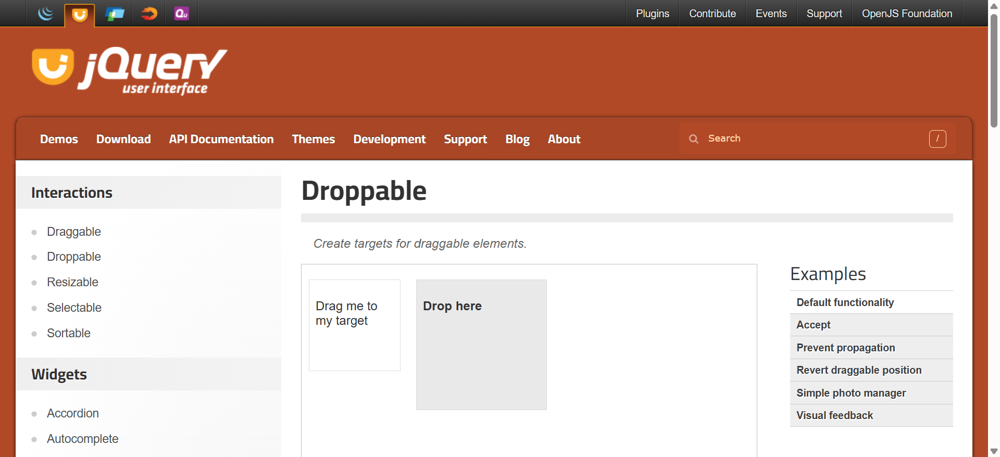 Qu
Plugins
Contribute
Events
Support
OpenJS Foundation
jQuery
user interface
Demos
Download
API Documentation
Themes
Development
Support
Blog
About
Search
/
Interactions
Draggable
Droppable
Resizable
Selectable
Sortable
Widgets
Accordion
Autocomplete
Droppable
Create targets for draggable elements.
Drag me to
my target
Drop here
Examples
Default functionality
Accept
Prevent propagation
Revert draggable position
Simple photo manager
Visual feedback